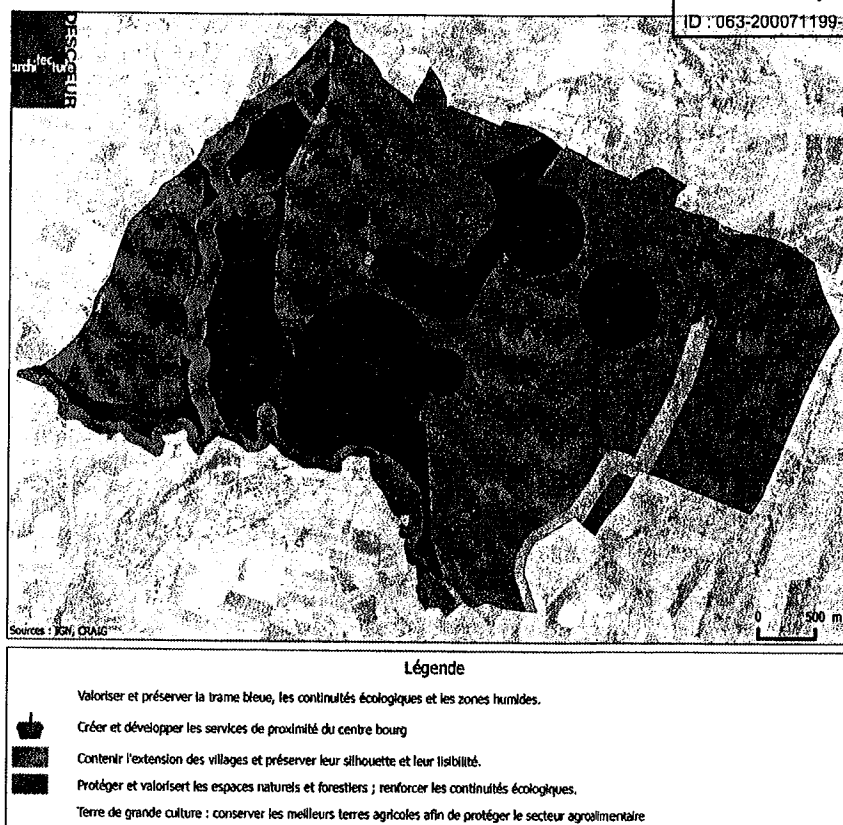 ID : 063-200071199-
DESCOEUR
architecture
Sources : IGN, CRAIG
0 500 m
Légende
Valoriser et préserver la trame bleue, les continuités écologiques et les zones humides.
Créer et développer les services de proximité du centre bourg
Contenir l'extension des villages et préserver leur silhouette et leur lisibilité.
Protéger et valorisert les espaces naturels et forestiers ; renforcer les continuités écologiques.
Terre de grande culture : conserver les meilleurs terres agricoles afin de protéger le secteur agroalimentaire